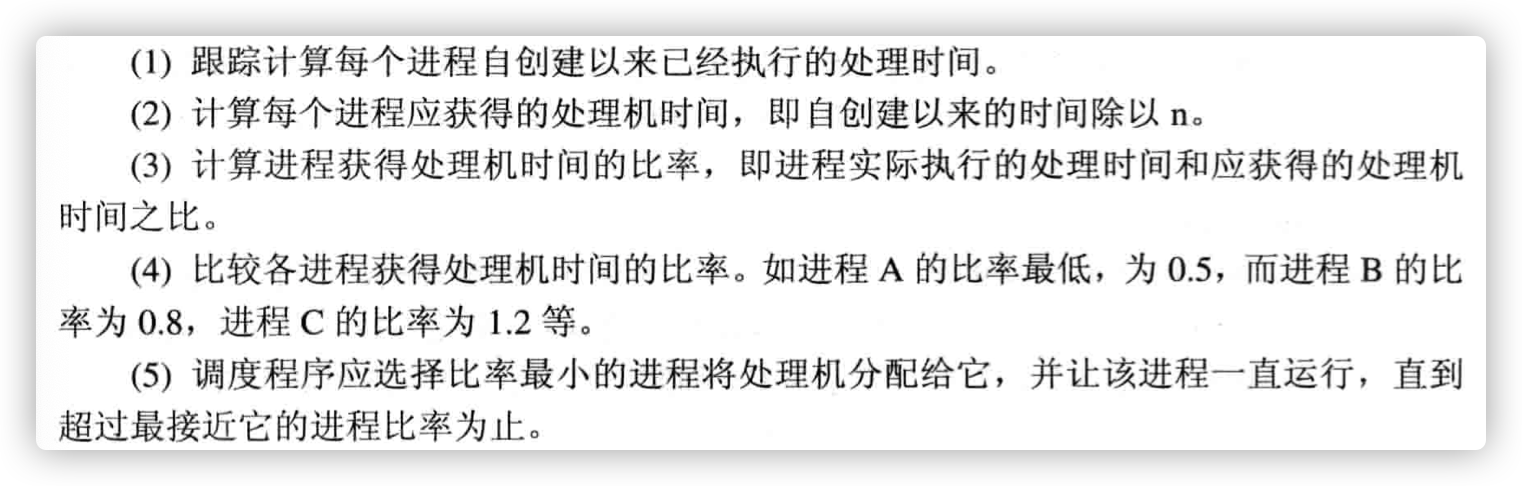 (1) 跟踪计算每个进程自创建以来已经执行的处理时间。
(2) 计算每个进程应获得的处理机时间，即自创建以来的时间除以 n。
(3) 计算进程获得处理机时间的比率，即进程实际执行的处理时间和应获得的处理机
时间之比。
(4) 比较各进程获得处理机时间的比率。如进程 A 的比率最低，为 0.5，而进程 B 的比
率为 0.8，进程 C 的比率为 1.2 等。
(5) 调度程序应选择比率最小的进程将处理机分配给它，并让该进程一直运行，直到
超过最接近它的进程比率为止。